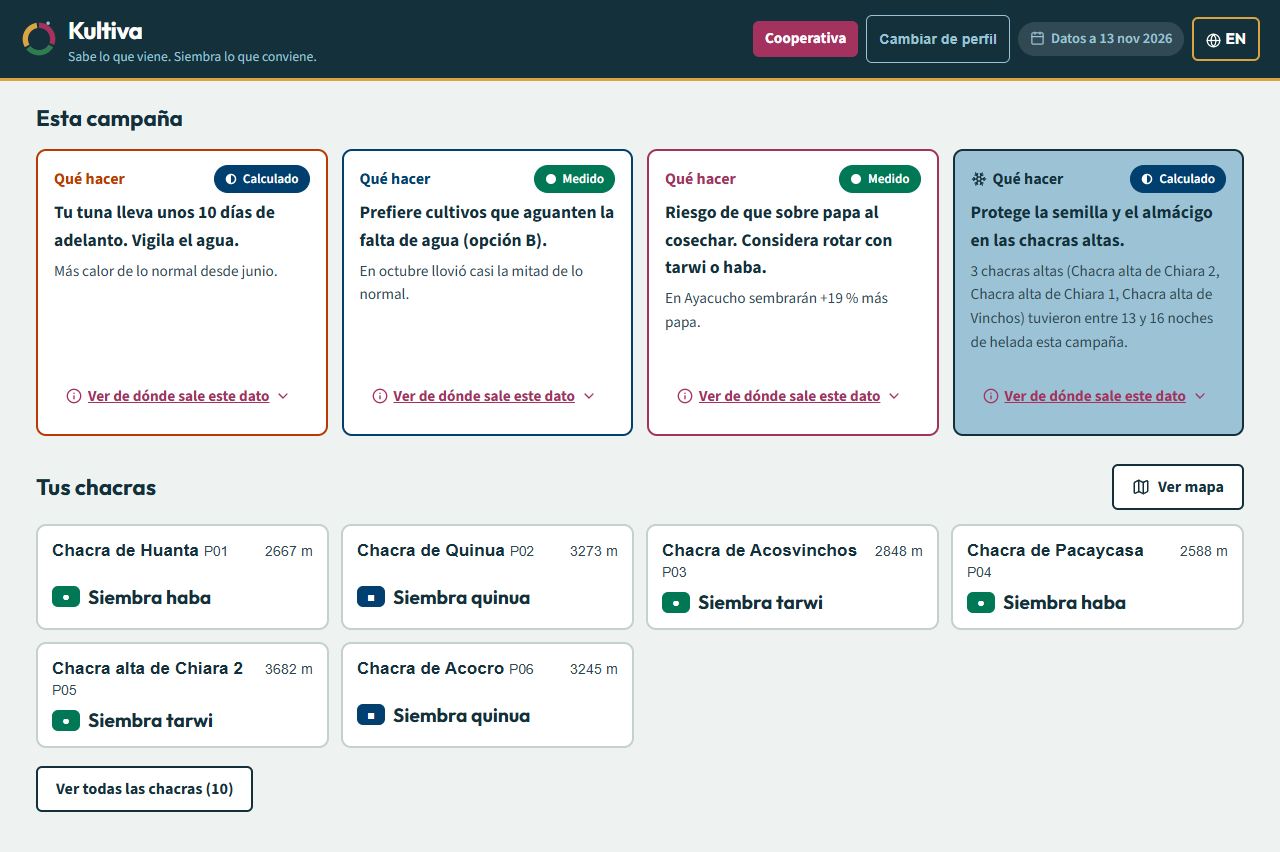 Kultiva
Sabe lo que viene. Siembra lo que conviene.
Cooperativa
Cambiar de perfil
Datos a 13 nov 2026
EN
Esta campaña
Qué hacer
Calculado
Tu tuna lleva unos 10 días de
adelanto. Vigila el agua.
Más calor de lo normal desde junio.
Ver de dónde sale este dato
Qué hacer
Medido
Prefiere cultivos que aguanten la
falta de agua (opción B).
En octubre llovió casi la mitad de lo
normal.
Ver de dónde sale este dato
Qué hacer
Medido
Riesgo de que sobre papa al
cosechar. Considera rotar con
tarwi o haba.
En Ayacucho sembrarán +19 % más
papa.
Ver de dónde sale este dato
Qué hacer
Calculado
Protege la semilla y el almácigo
en las chacras altas.
3 chacras altas (Chacra alta de Chiara 2,
Chacra alta de Chiara 1, Chacra alta de
Vinchos) tuvieron entre 13 y 16 noches
de helada esta campaña.
Ver de dónde sale este dato
Tus chacras
Ver mapa
Chacra de Huanta P01
2667 m
Siembra haba
Chacra de Quinua P02
3273 m
Siembra quinua
Chacra de Acosvinchos
P03
2848 m
Siembra tarwi
Chacra de Pacaycasa
P04
2588 m
Siembra haba
Chacra alta de Chiara 2
P05
3682 m
Siembra tarwi
Chacra de Acocro P06
3245 m
Siembra quinua
Ver todas las chacras (10)